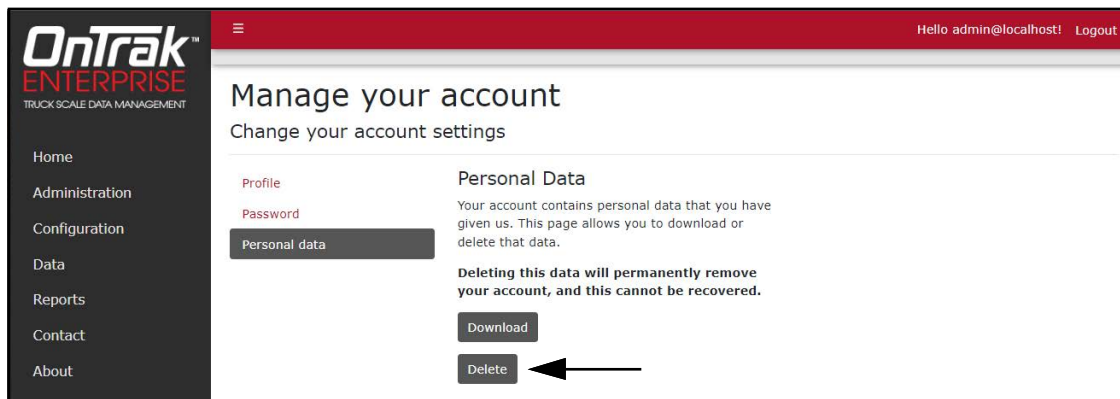 OnTrak™
ENTERPRISE
TRUCK SCALE DATA MANAGEMENT
Home
Administration
Configuration
Data
Reports
Contact
About
☰
Hello admin@localhost! Logout
Manage your account
Change your account settings
Profile
Password
Personal data
Personal Data
Your account contains personal data that you have
given us. This page allows you to download or
delete that data.
Deleting this data will permanently remove
your account, and this cannot be recovered.
Download
Delete